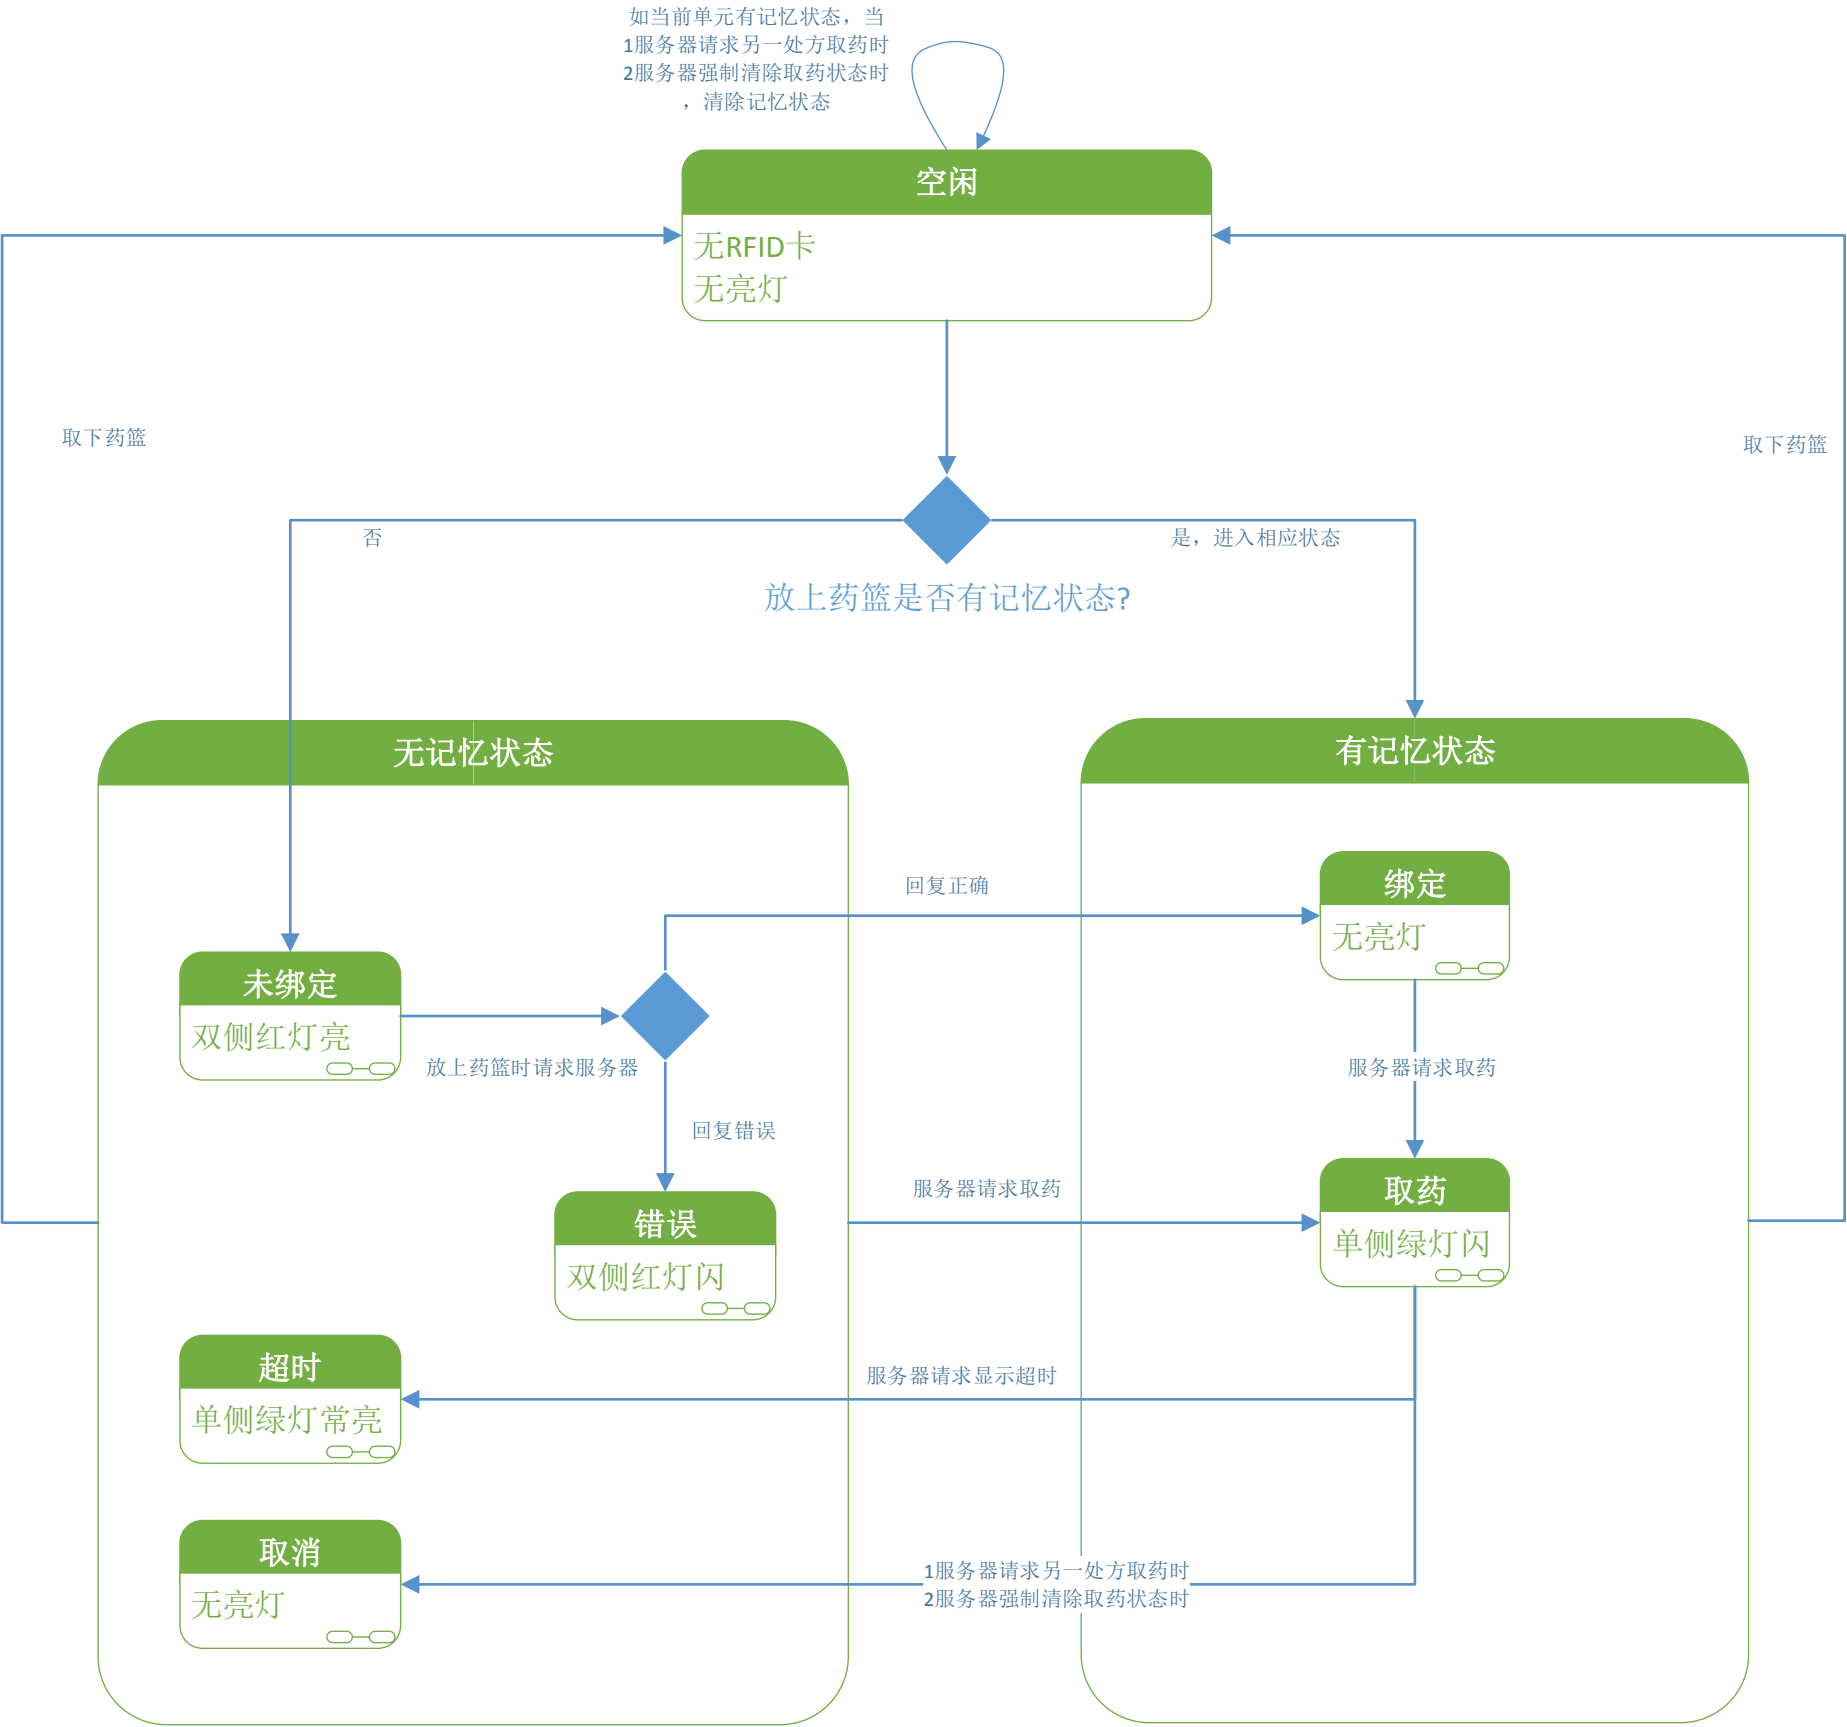 如当前单元有记忆状态，当
1服务器请求另一处方取药时
2服务器强制清除取药状态时
，清除记忆状态
空闲
无RFID卡
无亮灯
取下药篮
取下药篮
否
是，进入相应状态
放上药篮是否有记忆状态?
无记忆状态
有记忆状态
回复正确
绑定
无亮灯
未绑定
双侧红灯亮
放上药篮时请求服务器
服务器请求取药
回复错误
服务器请求取药
取药
单侧绿灯闪
错误
双侧红灯闪
超时
单侧绿灯常亮
服务器请求显示超时
取消
无亮灯
1服务器请求另一处方取药时
2服务器强制清除取药状态时